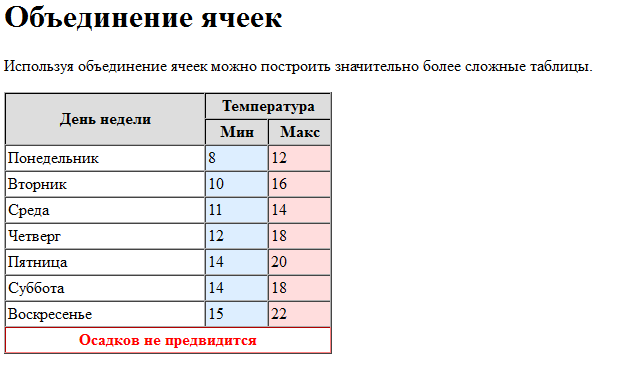 Объединение ячеек
Используя объединение ячеек можно построить значительно более сложные таблицы.
День недели Температура
Мин Макс
Понедельник 8 12
Вторник 10 16
Среда 11 14
Четверг 12 18
Пятница 14 20
Суббота 14 18
Воскресенье 15 22
Осадков не предвидится